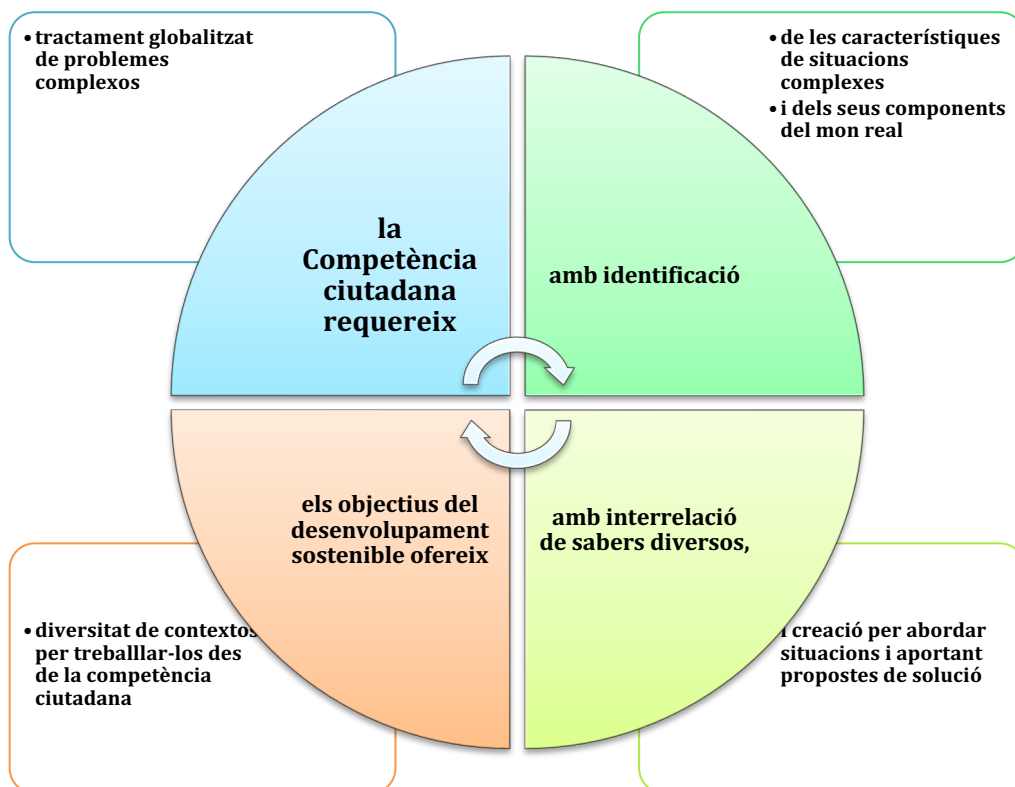 • tractament globalitzat
de problemes
complexos
la
Competència
ciutadana
requereix
amb identificació
• de les característiques
de situacions
complexes
• i dels seus components
del mon real
amb interrelació
de sabers diversos,
i creació per abordar
situacions i aportant
propostes de solució
els objectius del
desenvolupament
sostenible ofereix
• diversitat de contextos
per treballlar-los des
de la competència
ciutadana